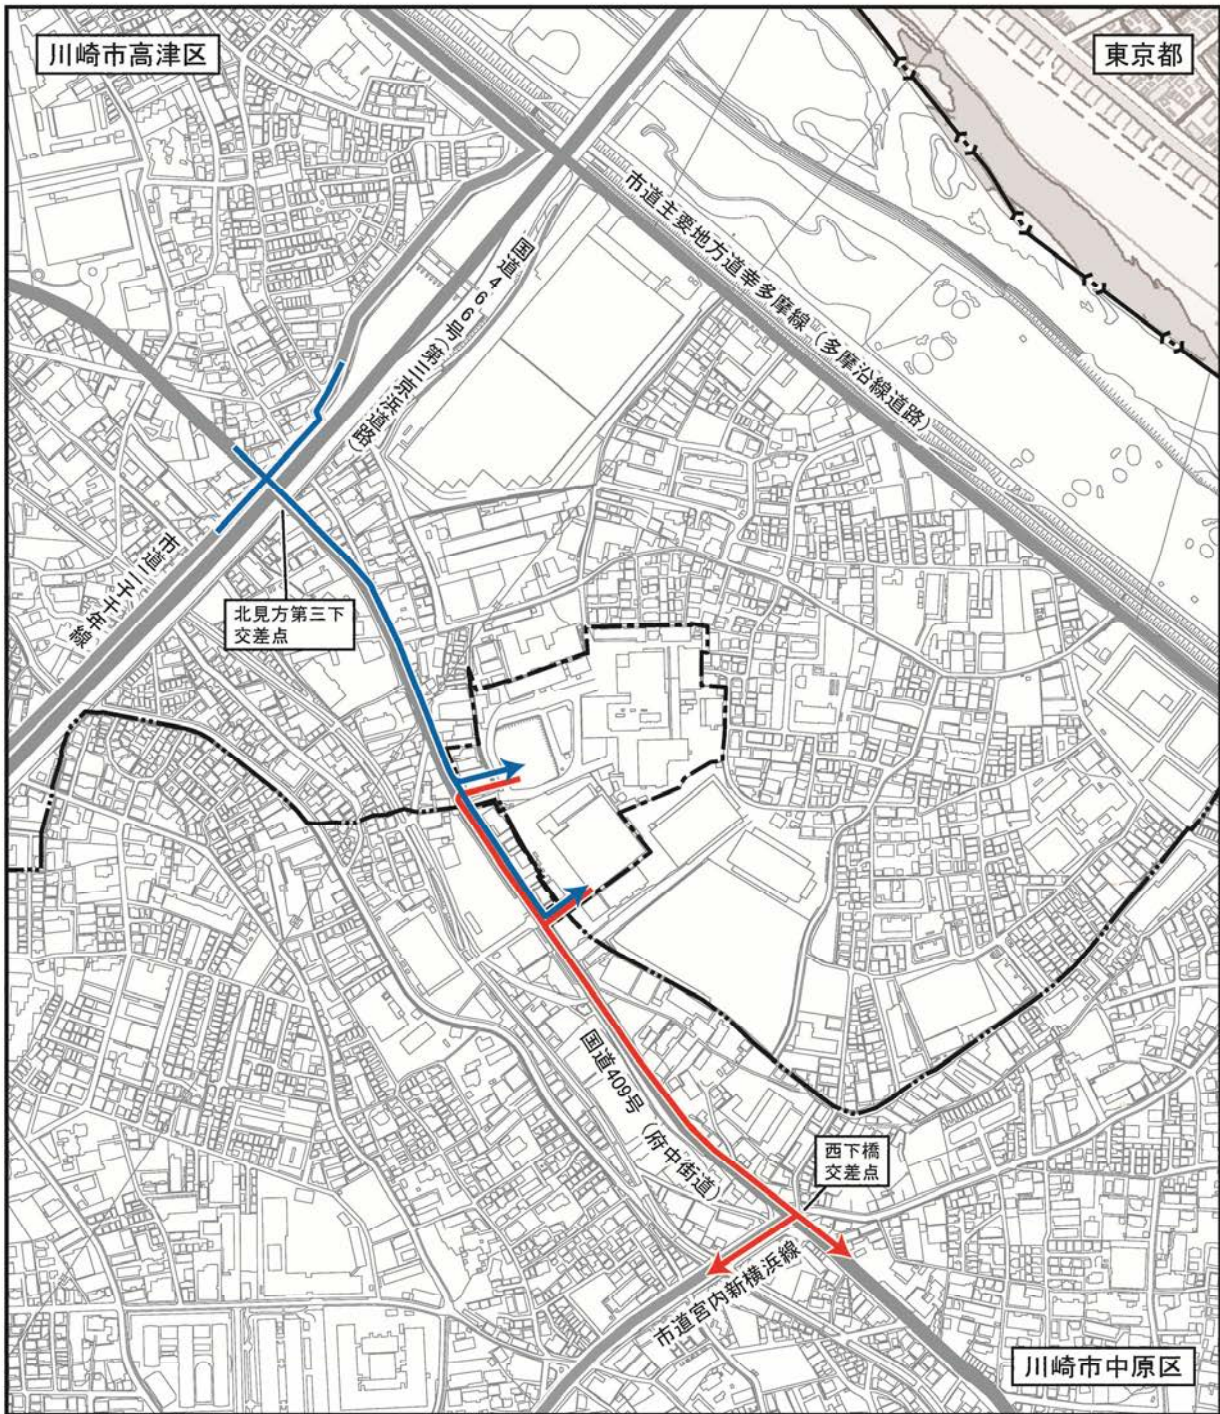 川崎市高津区
東京都
市道主要地方道幸多摩線（多摩沿線道路）
国道466号（第三京浜道路）
市道二子千年線
北見方第三下
交差点
国道409号（府中街道）
西下橋
交差点
市道宮内新横浜線
川崎市中原区